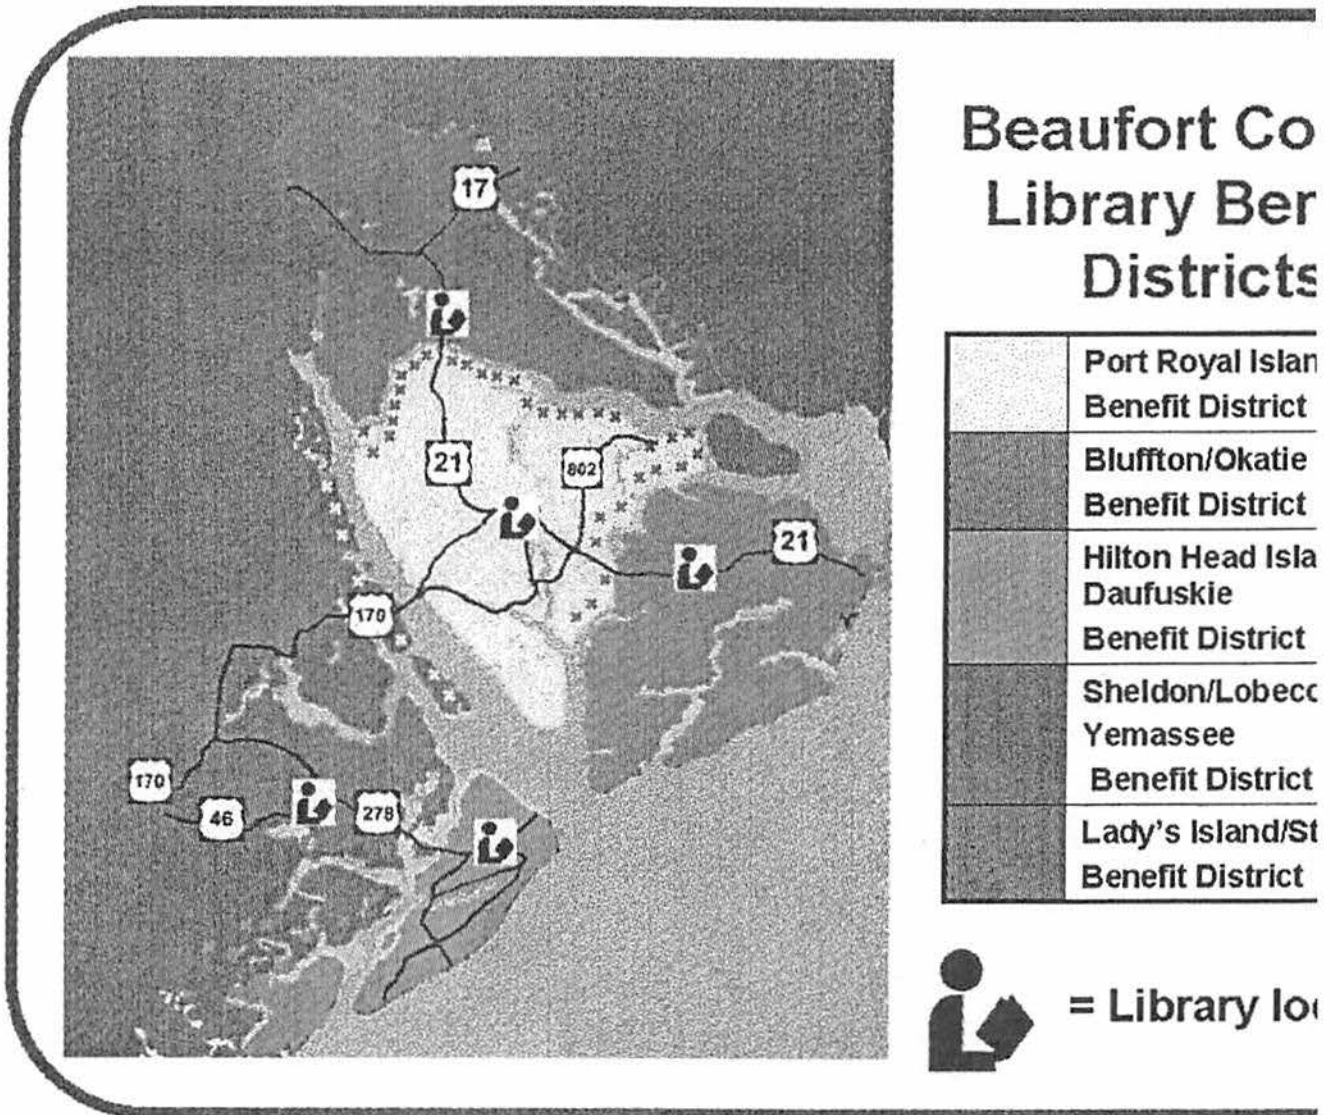 Beaufort Co
Library Ben
Districts
Port Royal Islan
Benefit District
Bluffton/Okatie
Benefit District
Hilton Head Isla
Daufuskie
Benefit District
Sheldon/Lobeco
Yemassee
Benefit District
Lady's Island/St
Benefit District
= Library lo
17
21
802
21
170
170
46
278